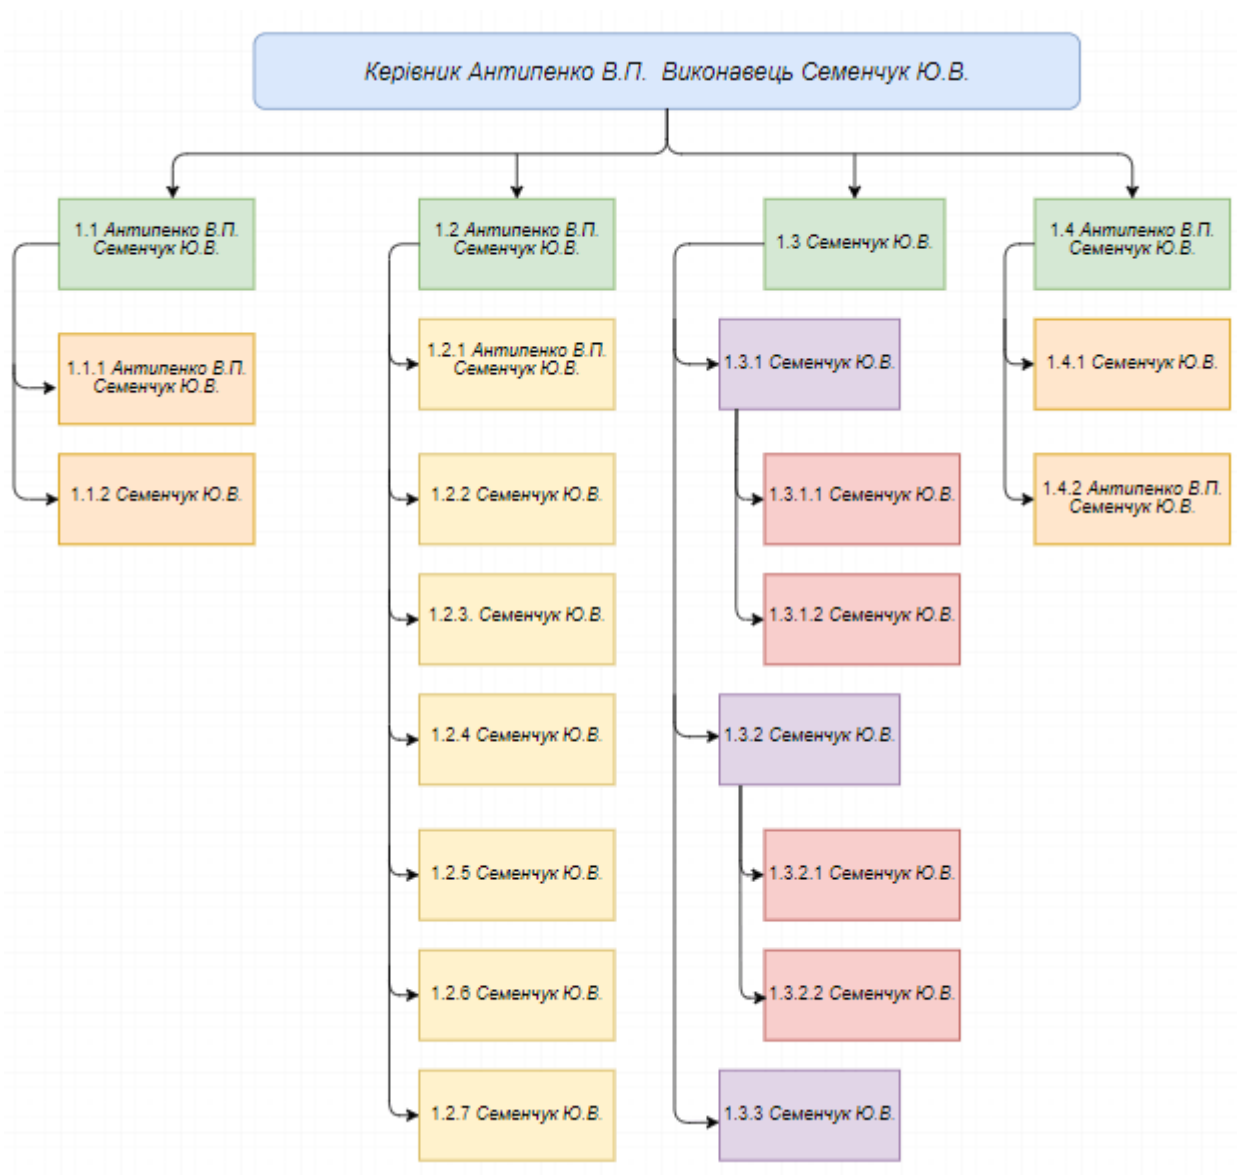 Керівник Антипенко В.П. Виконавець Семенчук Ю.В.
1.1 Антипенко В.П.
Семенчук Ю.В.
1.1.1 Антипенко В.П.
Семенчук Ю.В.
1.1.2 Семенчук Ю.В.
1.2 Антипенко В.П.
Семенчук Ю.В.
1.2.1 Антипенко В.П.
Семенчук Ю.В.
1.2.2 Семенчук Ю.В.
1.2.3. Семенчук Ю.В.
1.2.4 Семенчук Ю.В.
1.2.5 Семенчук Ю.В.
1.2.6 Семенчук Ю.В.
1.2.7 Семенчук Ю.В.
1.3 Семенчук Ю.В.
1.3.1 Семенчук Ю.В.
1.3.1.1 Семенчук Ю.В.
1.3.1.2 Семенчук Ю.В.
1.3.2 Семенчук Ю.В.
1.3.2.1 Семенчук Ю.В.
1.3.2.2 Семенчук Ю.В.
1.3.3 Семенчук Ю.В.
1.4 Антипенко В.П.
Семенчук Ю.В.
1.4.1 Семенчук Ю.В.
1.4.2 Антипенко В.П.
Семенчук Ю.В.